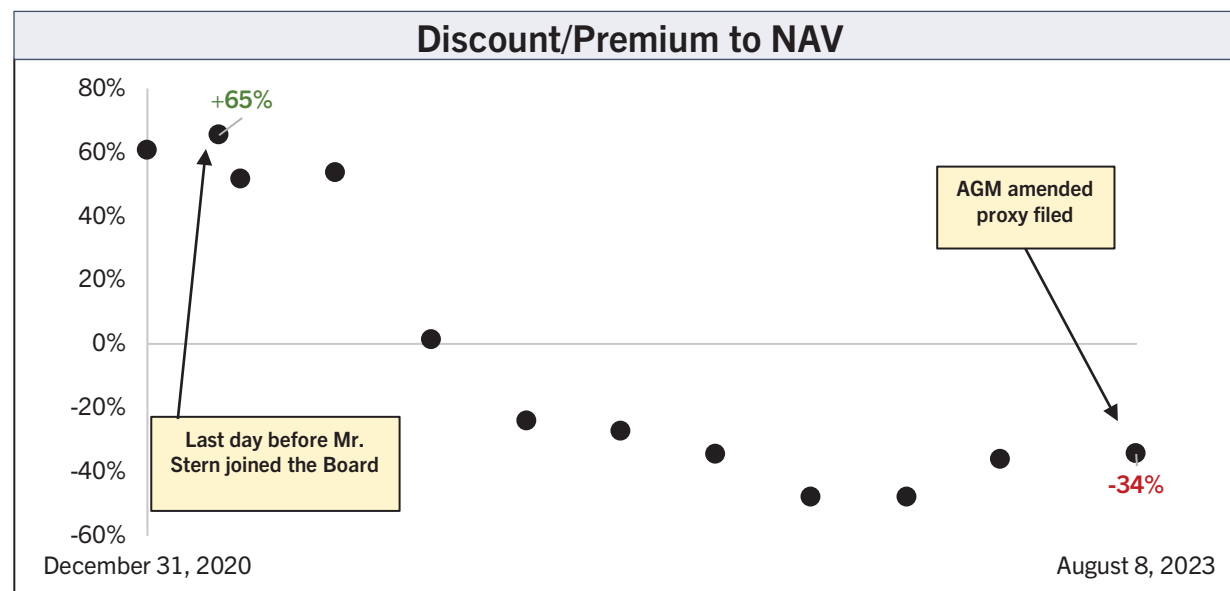 Discount/Premium to NAV
80%
+65%
60%
40%
20%
0%
-20%
-40%
-60%
AGM amended
proxy filed
Last day before Mr.
Stern joined the Board
-34%
December 31, 2020
August 8, 2023